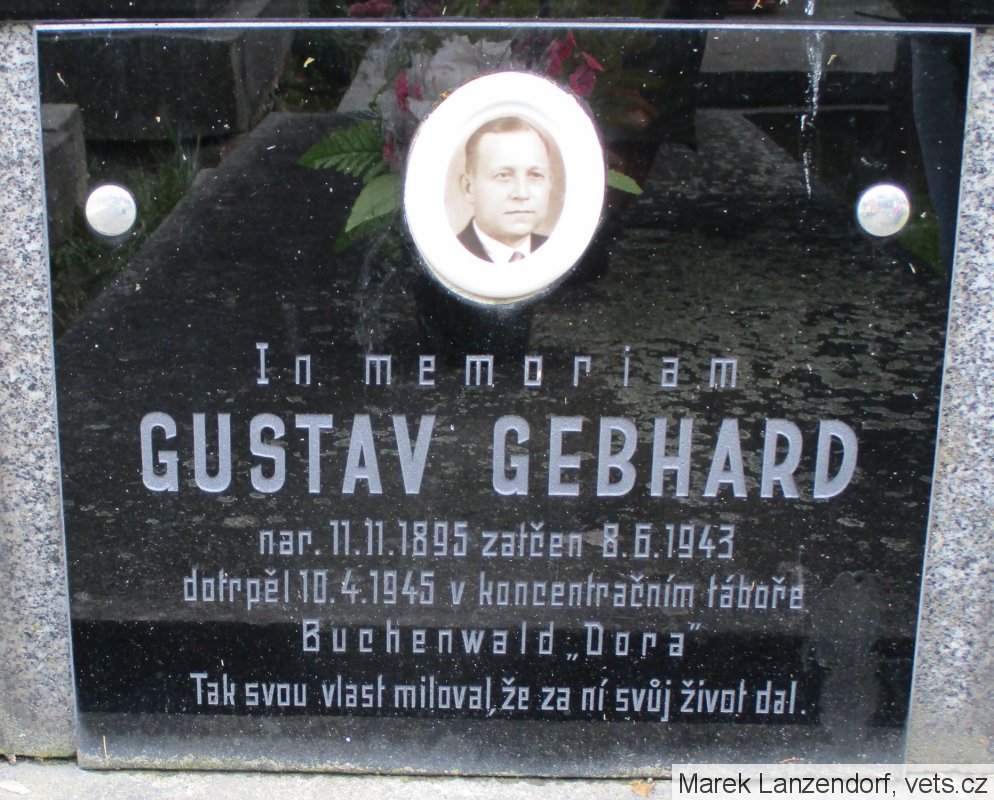 In memoriam
GUSTAV GEBHARD
nar. 11.11.1895 zatčen 8.6.1943
dotrpěl 10.4.1945 v koncentračním táboře
Buchenwald „Dora"
Tak svou vlast miloval, že za ní svůj život dal.
Marek Lanzendorf, vets.cz